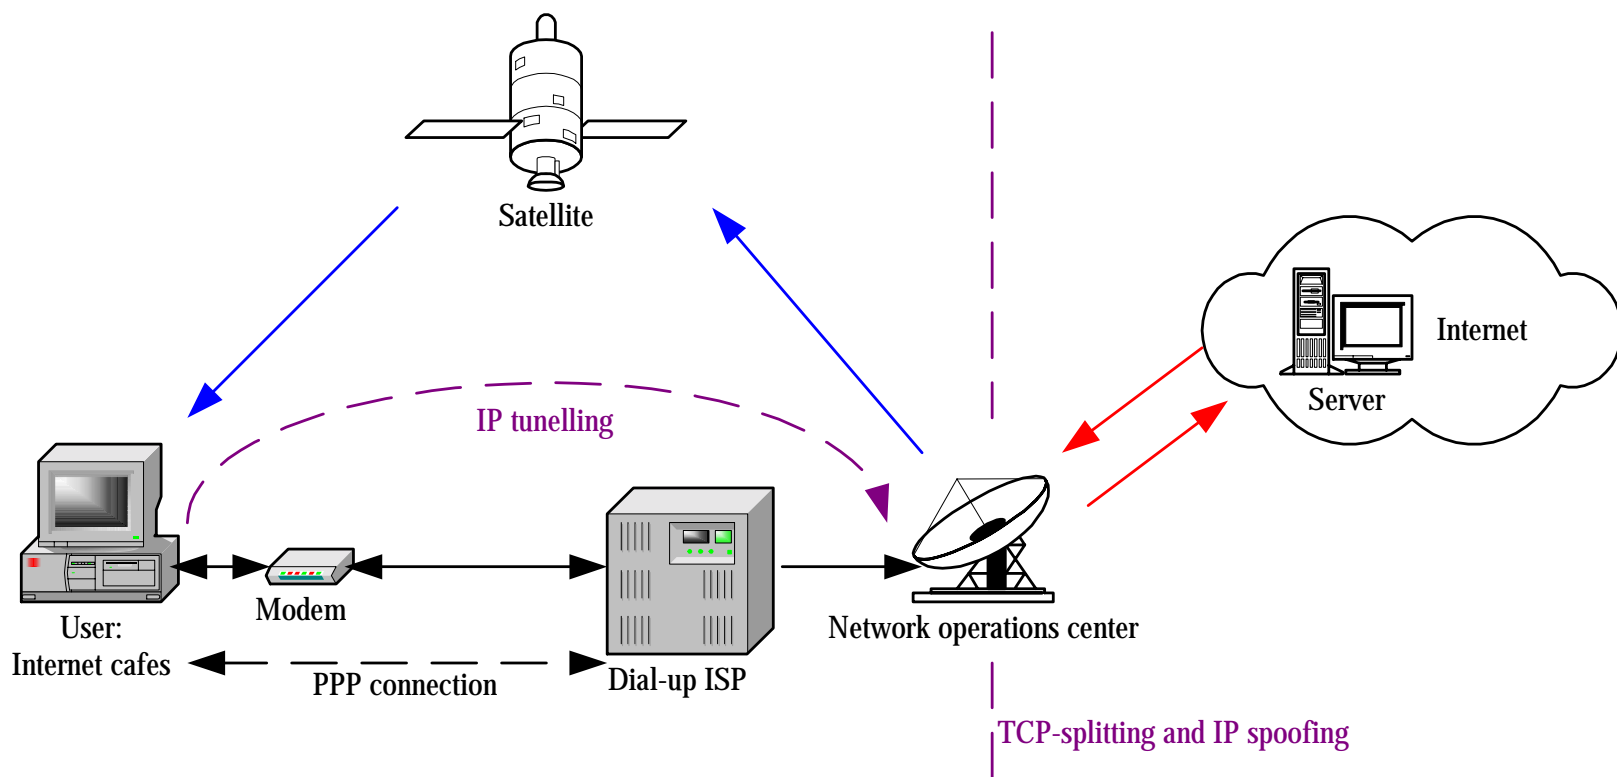 Satellite
Internet
Server
IP tunelling
Modem
User:
Internet cafes
Network operations center
PPP connection
Dial-up ISP
TCP-splitting and IP spoofing